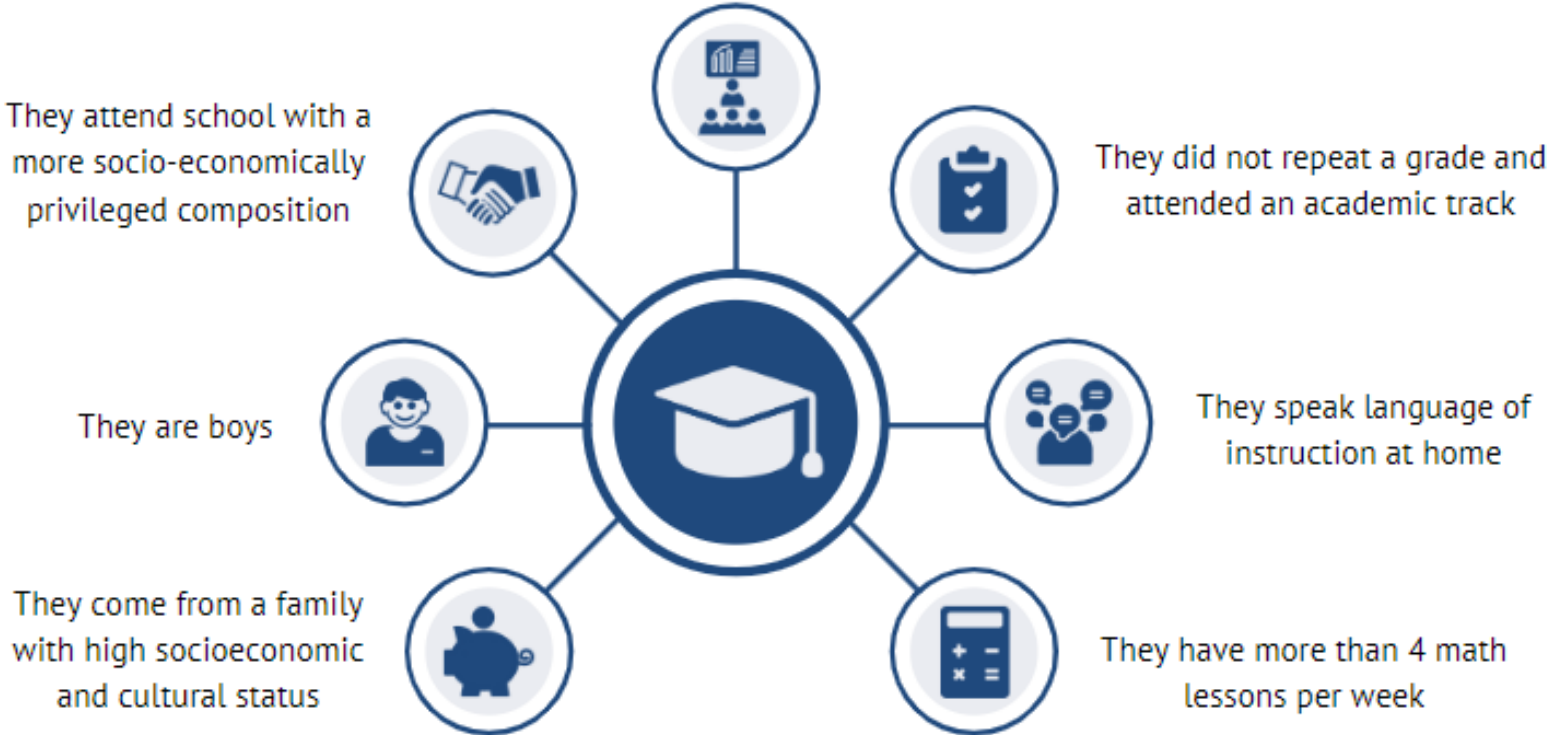 They attend school with a
more socio-economically
privileged composition
They did not repeat a grade and
attended an academic track
They are boys
They speak language of
instruction at home
They come from a family
with high socioeconomic
and cultural status
They have more than 4 math
lessons per week